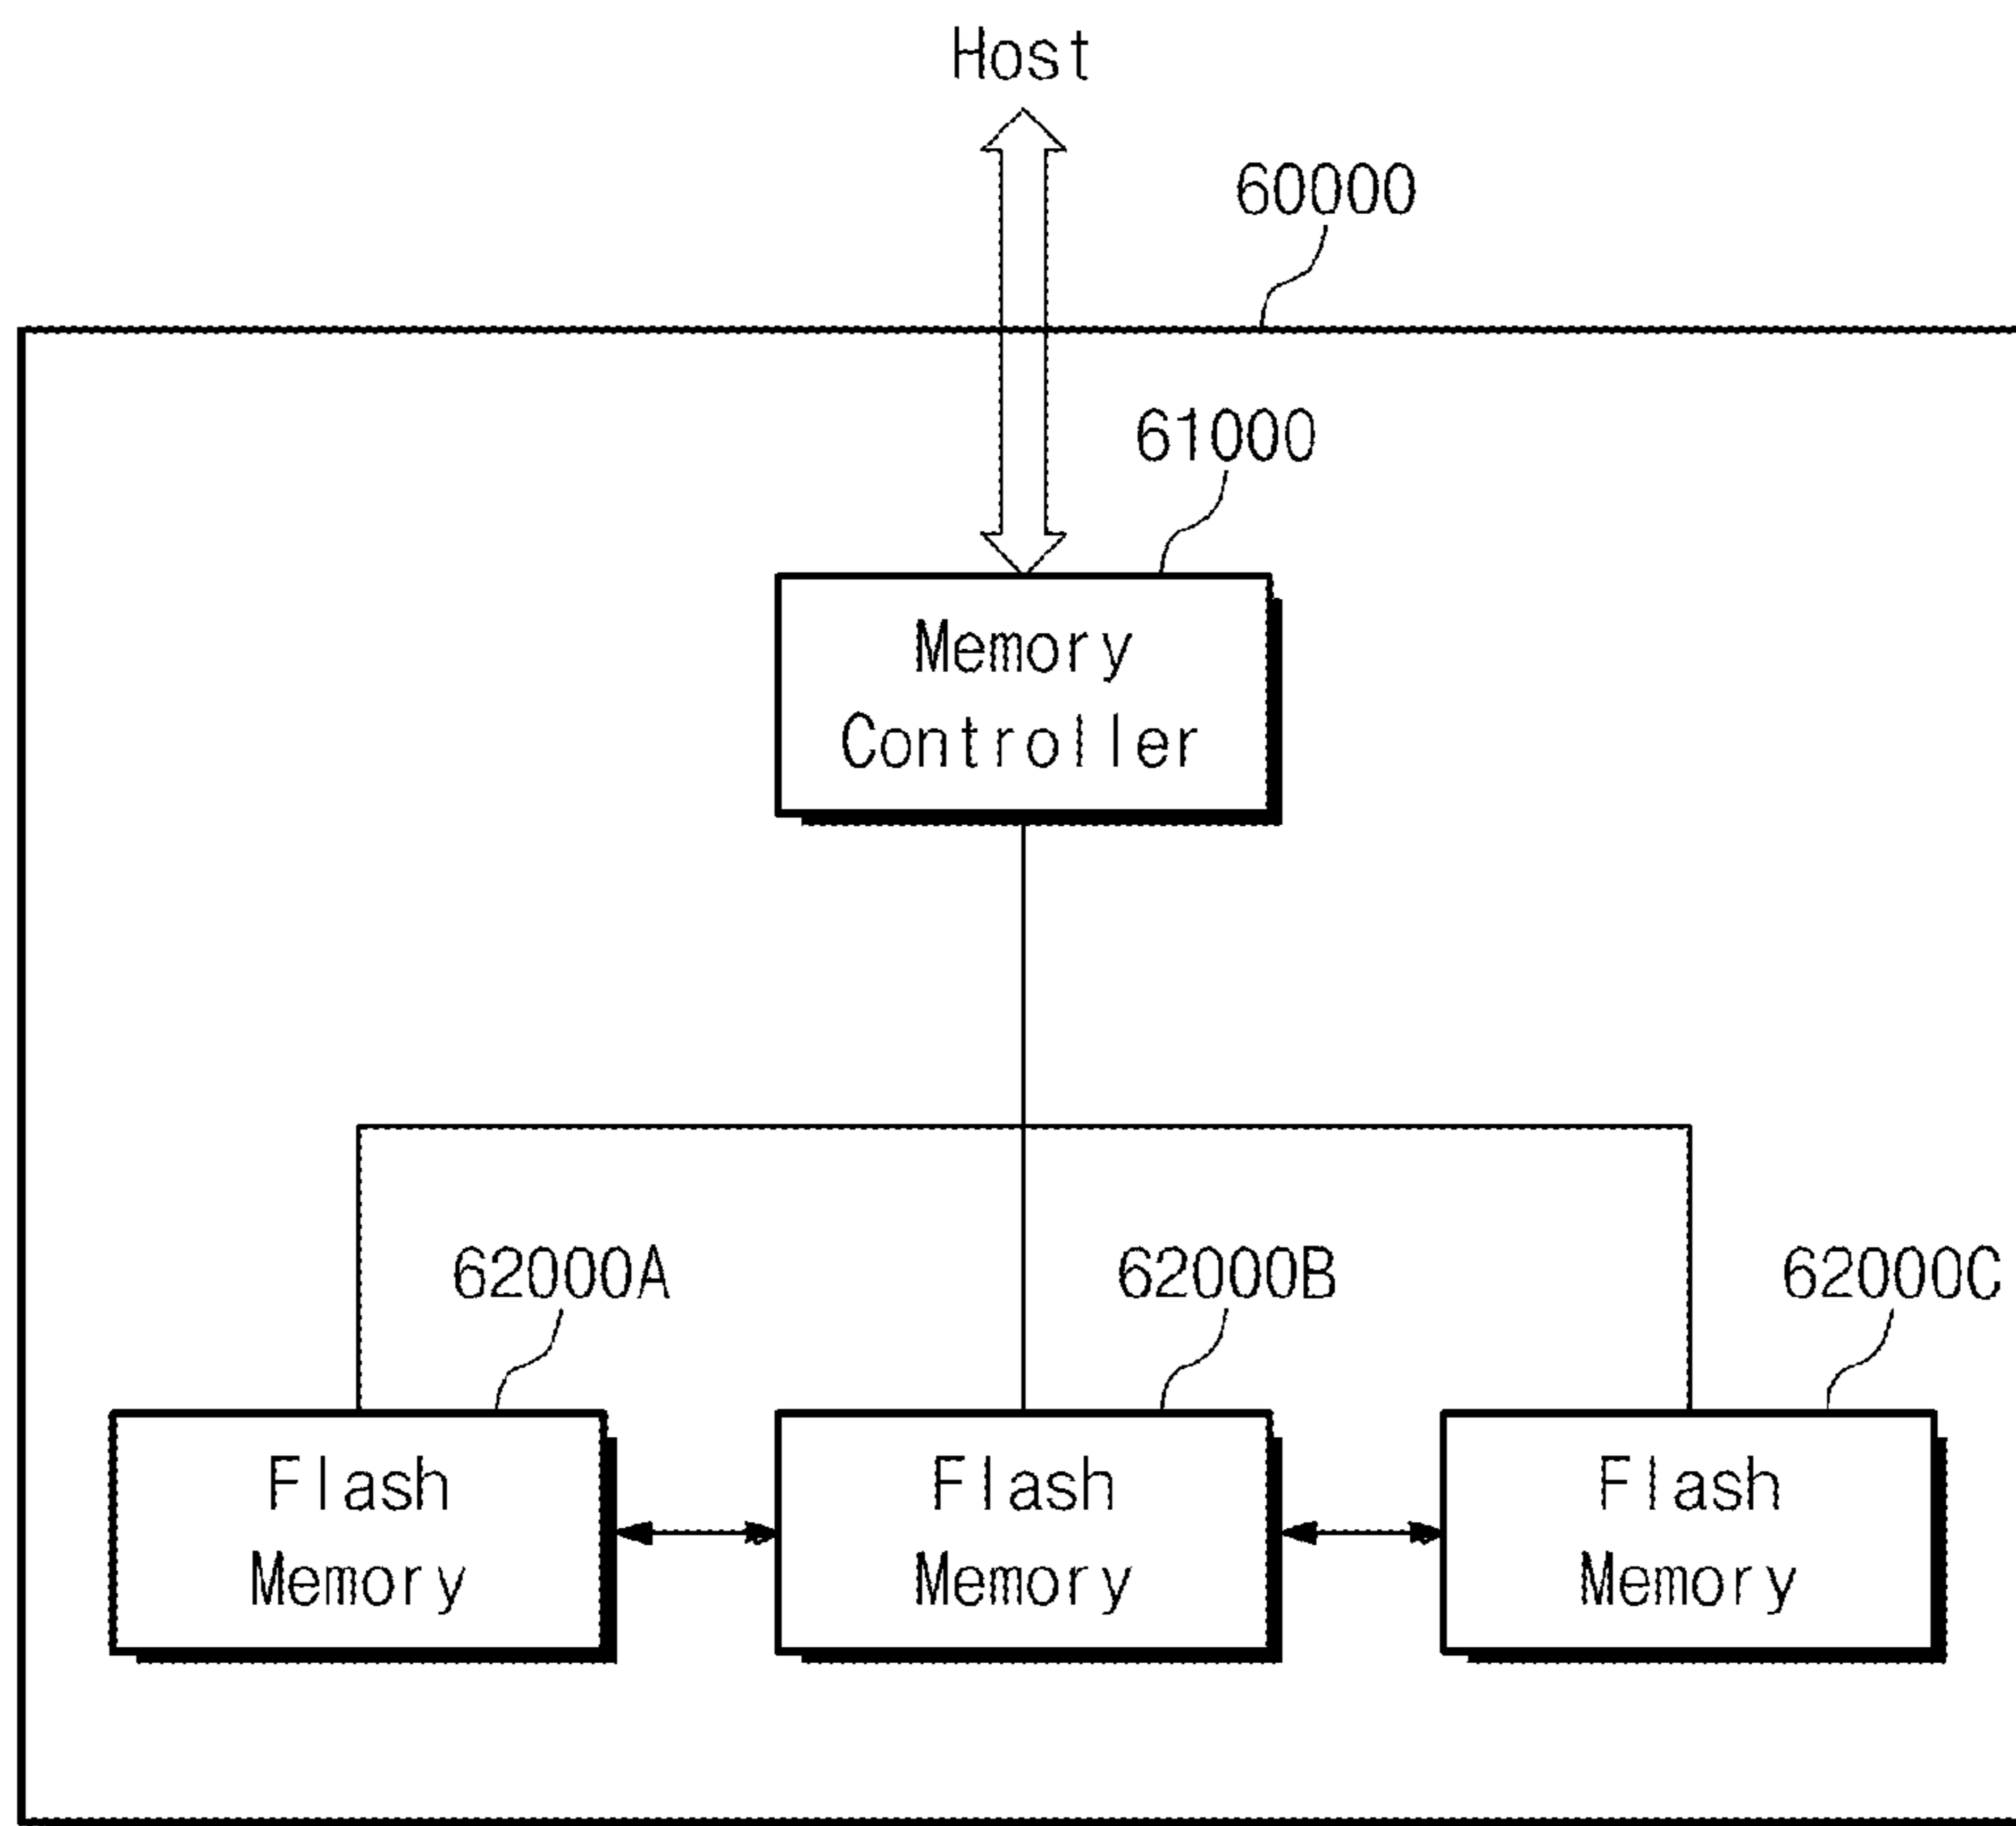 Host
60000
61000
Memory
Controller
62000A
62000B
62000C
Flash
Memory
Flash
Memory
Flash
Memory